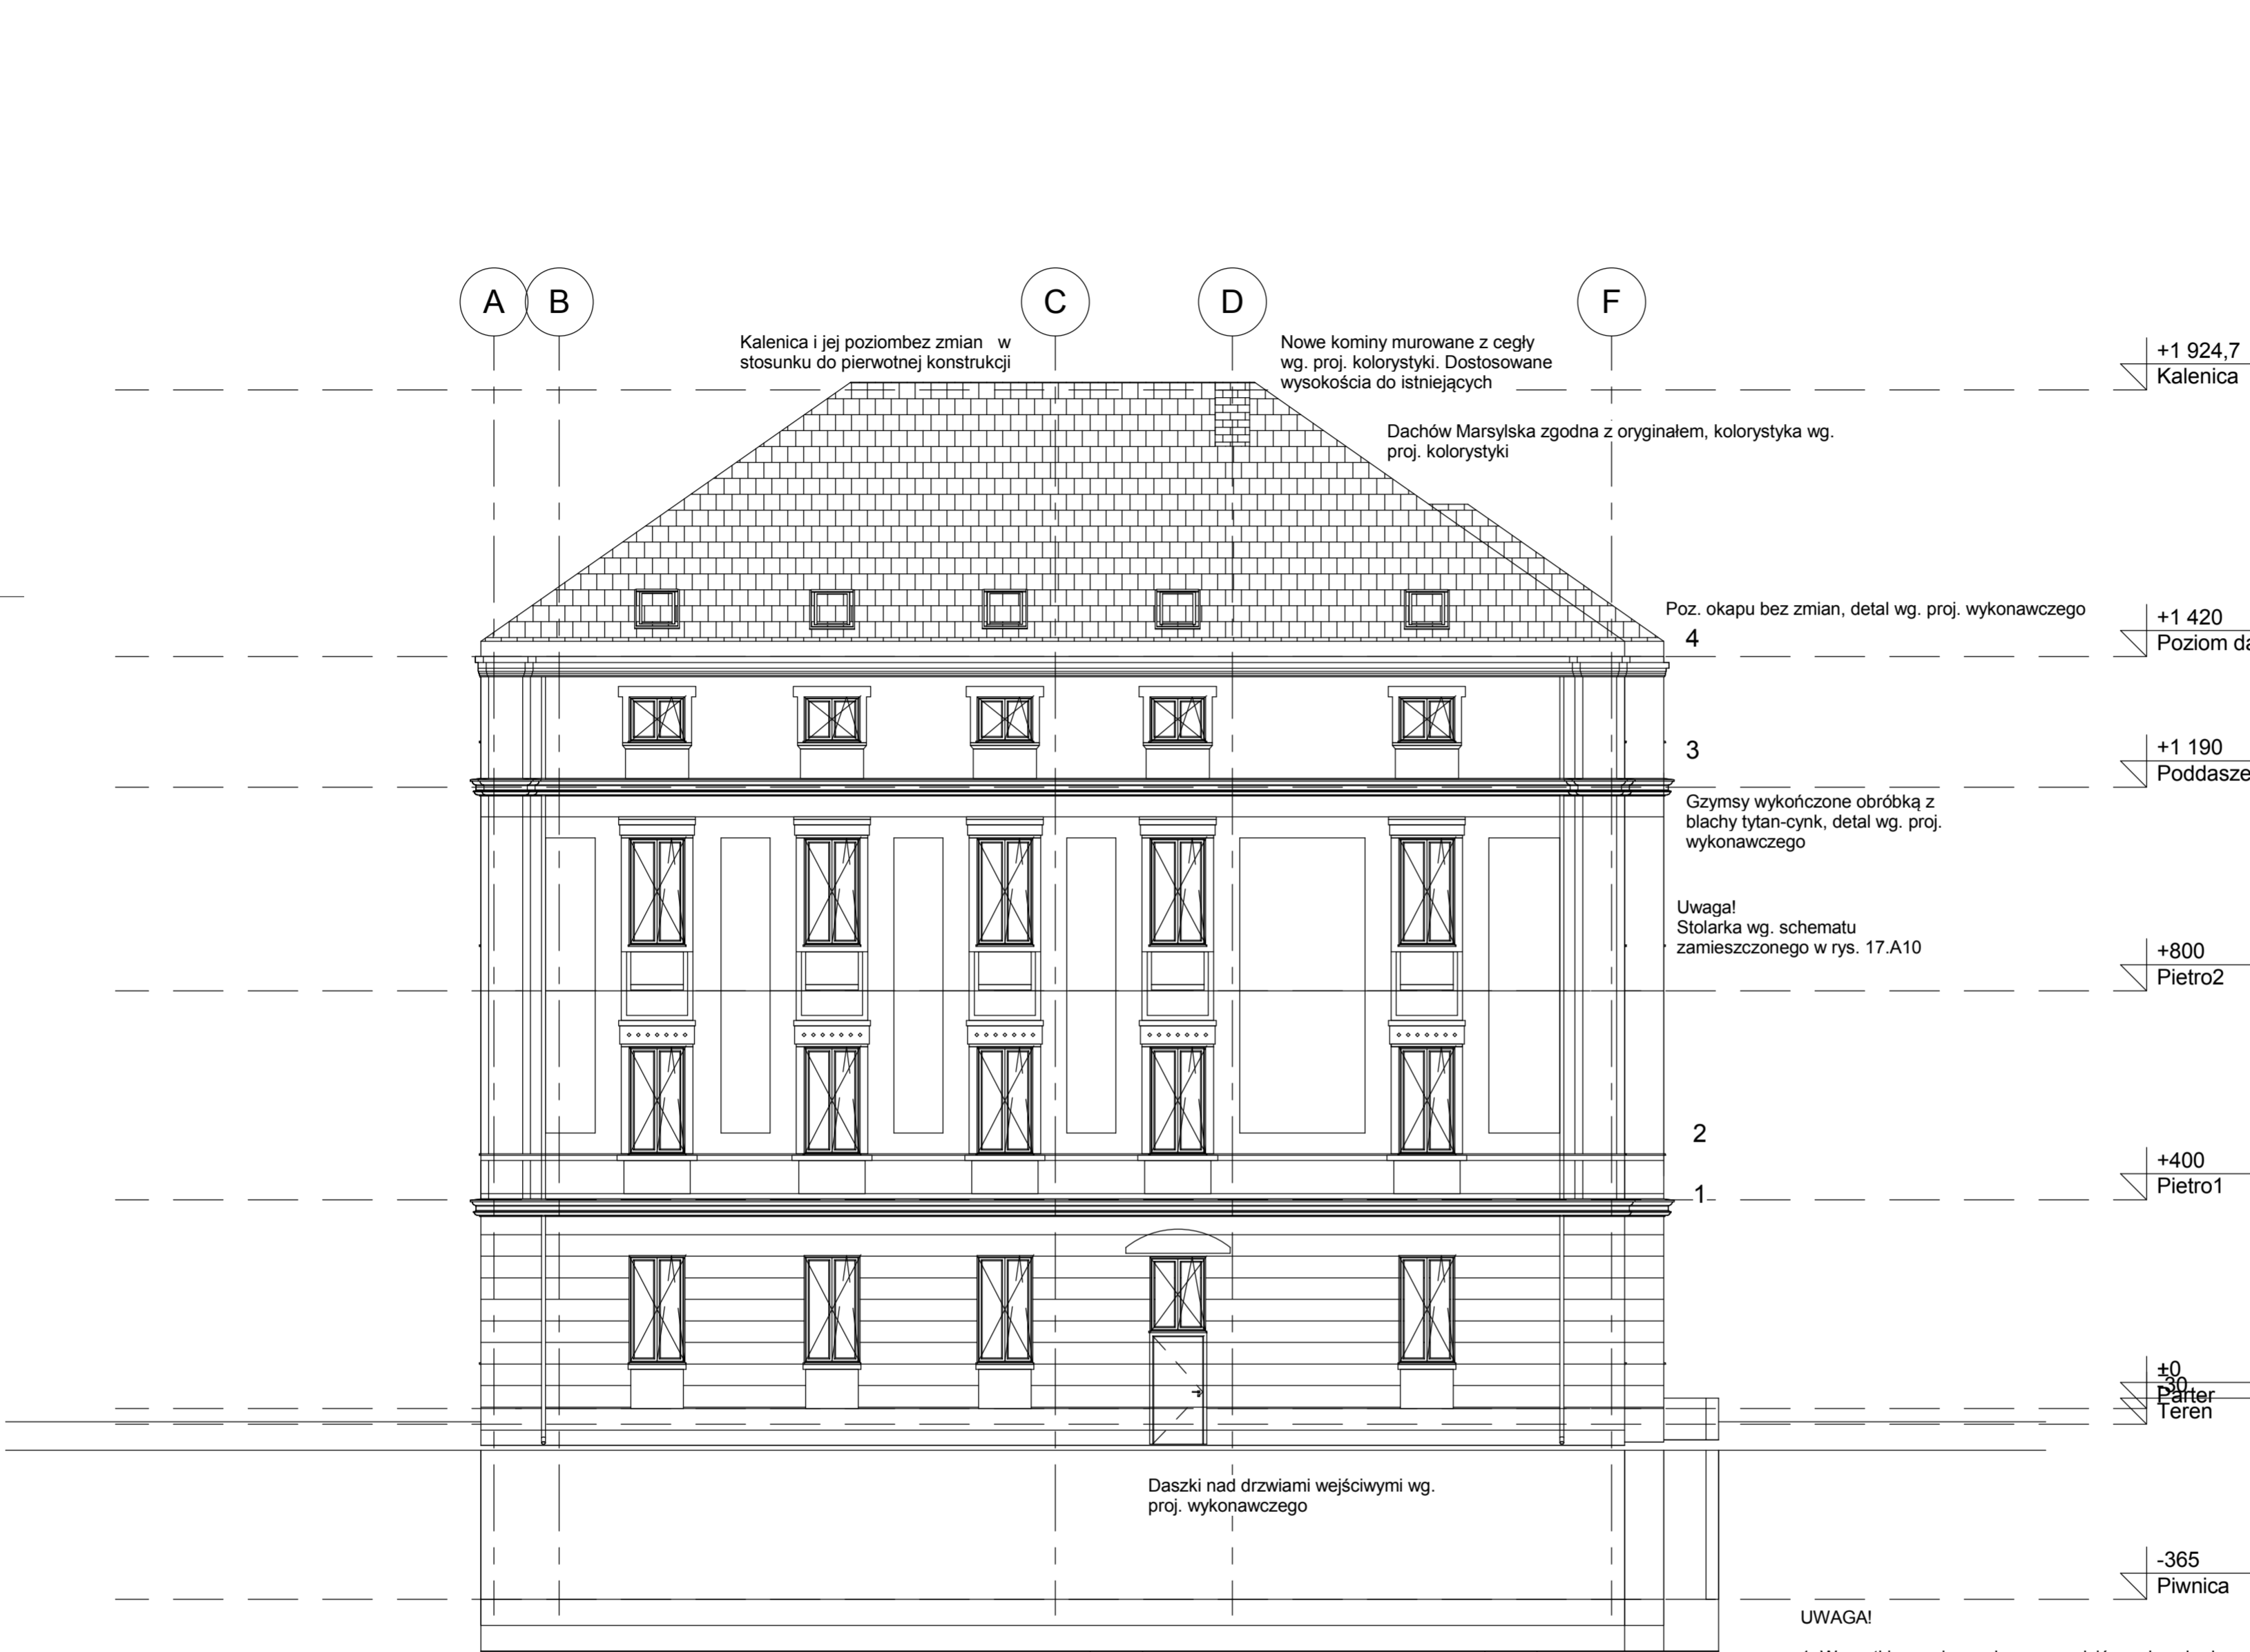 A
B
C
D
F
Kalenica i jej poziombez zmian w
stosunku do pierwotnej konstrukcji
Nowe kominy murowane z cegły
wg. proj. kolorystyki. Dostosowane
wysokościa do istniejących
+1 924,7
Kalenica
Dachów Marsylska zgodna z oryginałem, kolorystyka wg.
proj. kolorystyki
Poz. okapu bez zmian, detal wg. proj. wykonawczego
4
+1 420
Poziom
3
+1 190
Poddasze
Gzymsy wykończone obróbką z
blachy tytan-cynk, detal wg. proj.
wykonawczego
Uwaga!
Stolarka wg. schematu
zamieszczonego w rys. 17.A10
+800
Pietro2
2
+400
Pietro1
1
±0
-30
Parter
Teren
Daszki nad drzwiami wejściwymi wg.
proj. wykonawczego
-365
Piwnica
UWAGA!